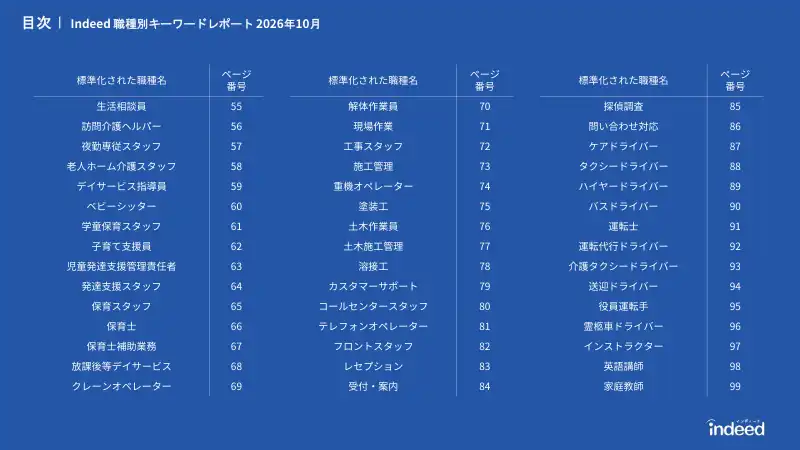 目次 | Indeed 職種別キーワードレポート 2026年10月
標準化された職種名 ページ番号
生活相談員 55
訪問介護ヘルパー 56
夜勤専従スタッフ 57
老人ホーム介護スタッフ 58
デイサービス指導員 59
ベビーシッター 60
学童保育スタッフ 61
子育て支援員 62
児童発達支援管理責任者 63
発達支援スタッフ 64
保育スタッフ 65
保育士 66
保育士補助業務 67
放課後等デイサービス 68
クレーンオペレーター 69
標準化された職種名 ページ番号
解体作業員 70
現場作業 71
工事スタッフ 72
施工管理 73
重機オペレーター 74
塗装工 75
土木作業員 76
土木施工管理 77
溶接工 78
カスタマーサポート 79
コールセンタースタッフ 80
テレフォンオペレーター 81
フロントスタッフ 82
レセプション 83
受付・案内 84
標準化された職種名 ページ番号
探偵調査 85
問い合わせ対応 86
ケアドライバー 87
タクシードライバー 88
ハイヤードライバー 89
バスドライバー 90
運転士 91
運転代行ドライバー 92
介護タクシードライバー 93
送迎ドライバー 94
役員運転手 95
霊柩車ドライバー 96
インストラクター 97
英語講師 98
家庭教師 99
インディード
indeed